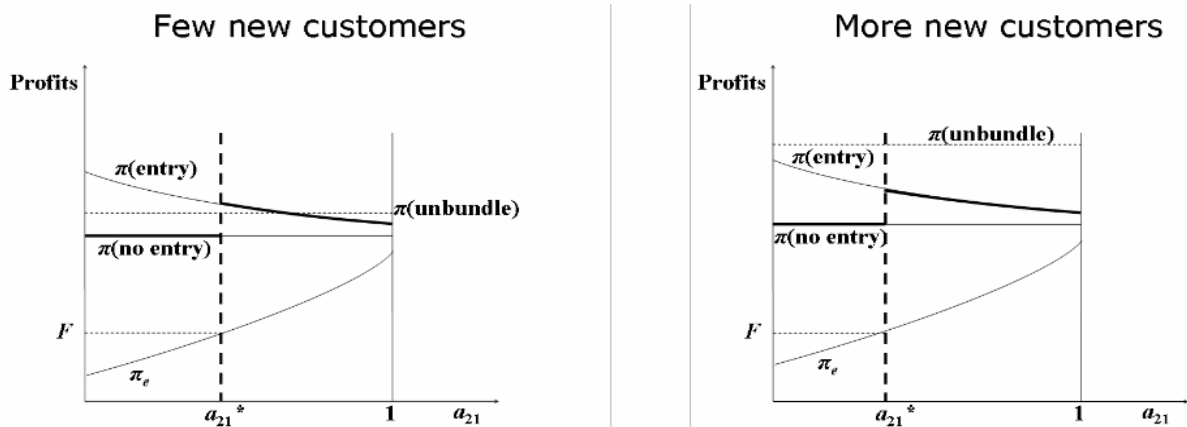 Few new customers
Profits
π(entry)
π(unbundle)
π(no entry)
F
πₑ
a₂₁*
1
a₂₁
More new customers
Profits
π(unbundle)
π(entry)
π(no entry)
F
πₑ
a₂₁*
1
a₂₁